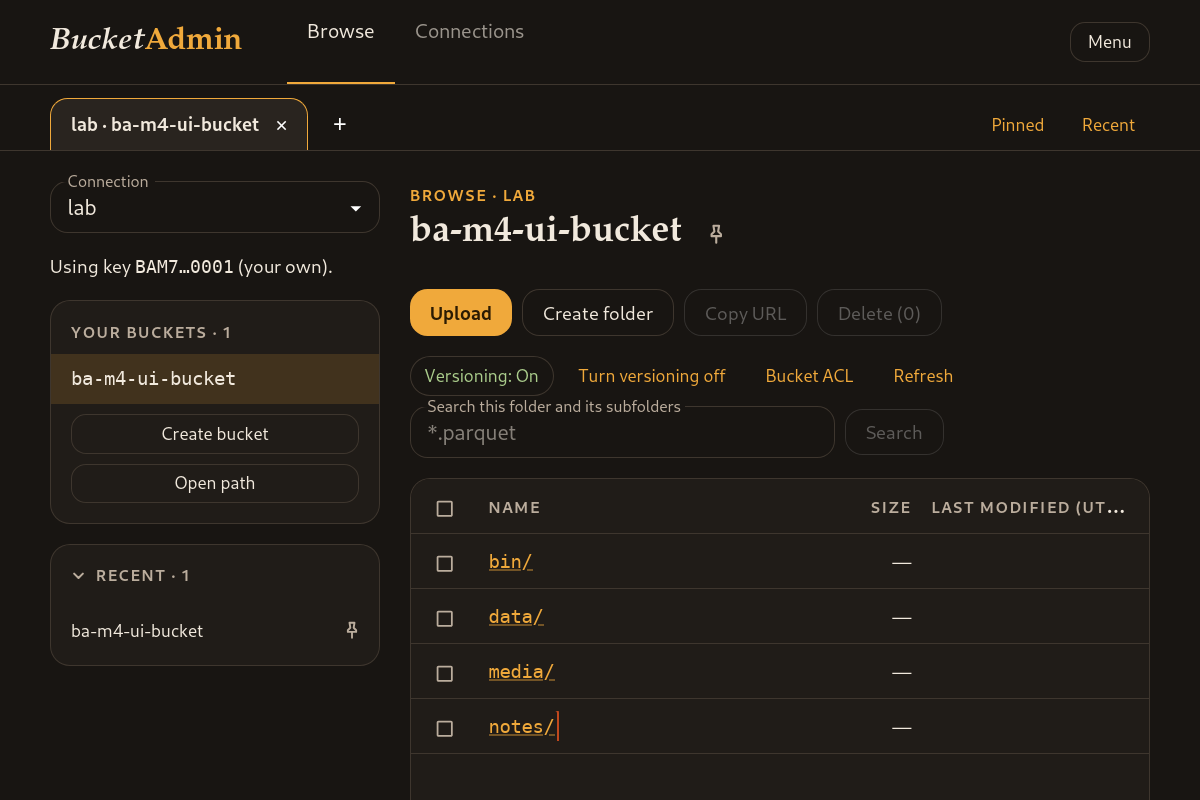 BucketAdmin
Browse
Connections
Menu
lab · ba-m4-ui-bucket ×
+
Pinned
Recent
Connection
lab
Using key BAM7…0001 (your own).
YOUR BUCKETS · 1
ba-m4-ui-bucket
Create bucket
Open path
RECENT · 1
ba-m4-ui-bucket
BROWSE · LAB
ba-m4-ui-bucket
Upload
Create folder
Copy URL
Delete (0)
Versioning: On
Turn versioning off
Bucket ACL
Refresh
Search this folder and its subfolders
*.parquet
Search
NAME SIZE LAST MODIFIED (UT...
bin/ —
data/ —
media/ —
notes/ —